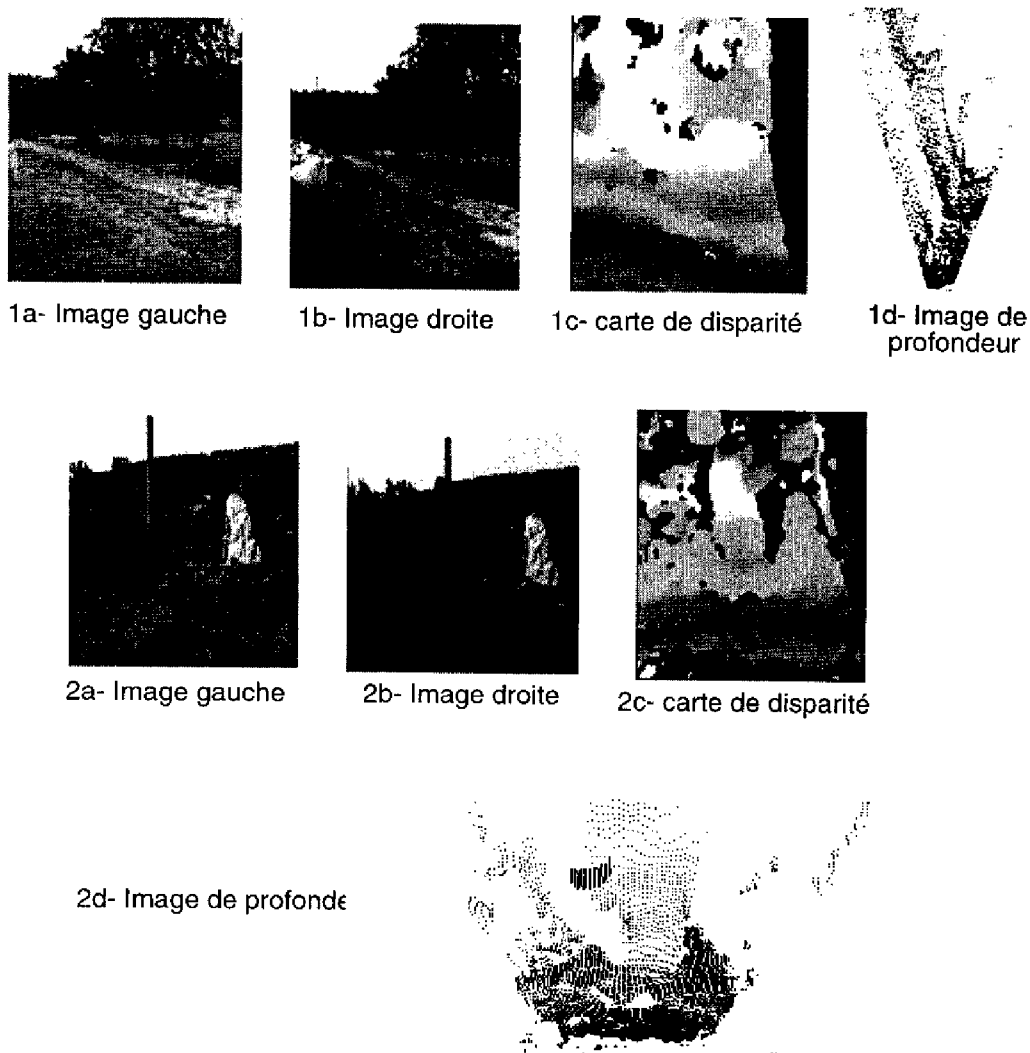 1a- Image gauche
1b- Image droite
1c- carte de disparité
1d- Image de
profondeur
2a- Image gauche
2b- Image droite
2c- carte de disparité
2d- Image de profonde